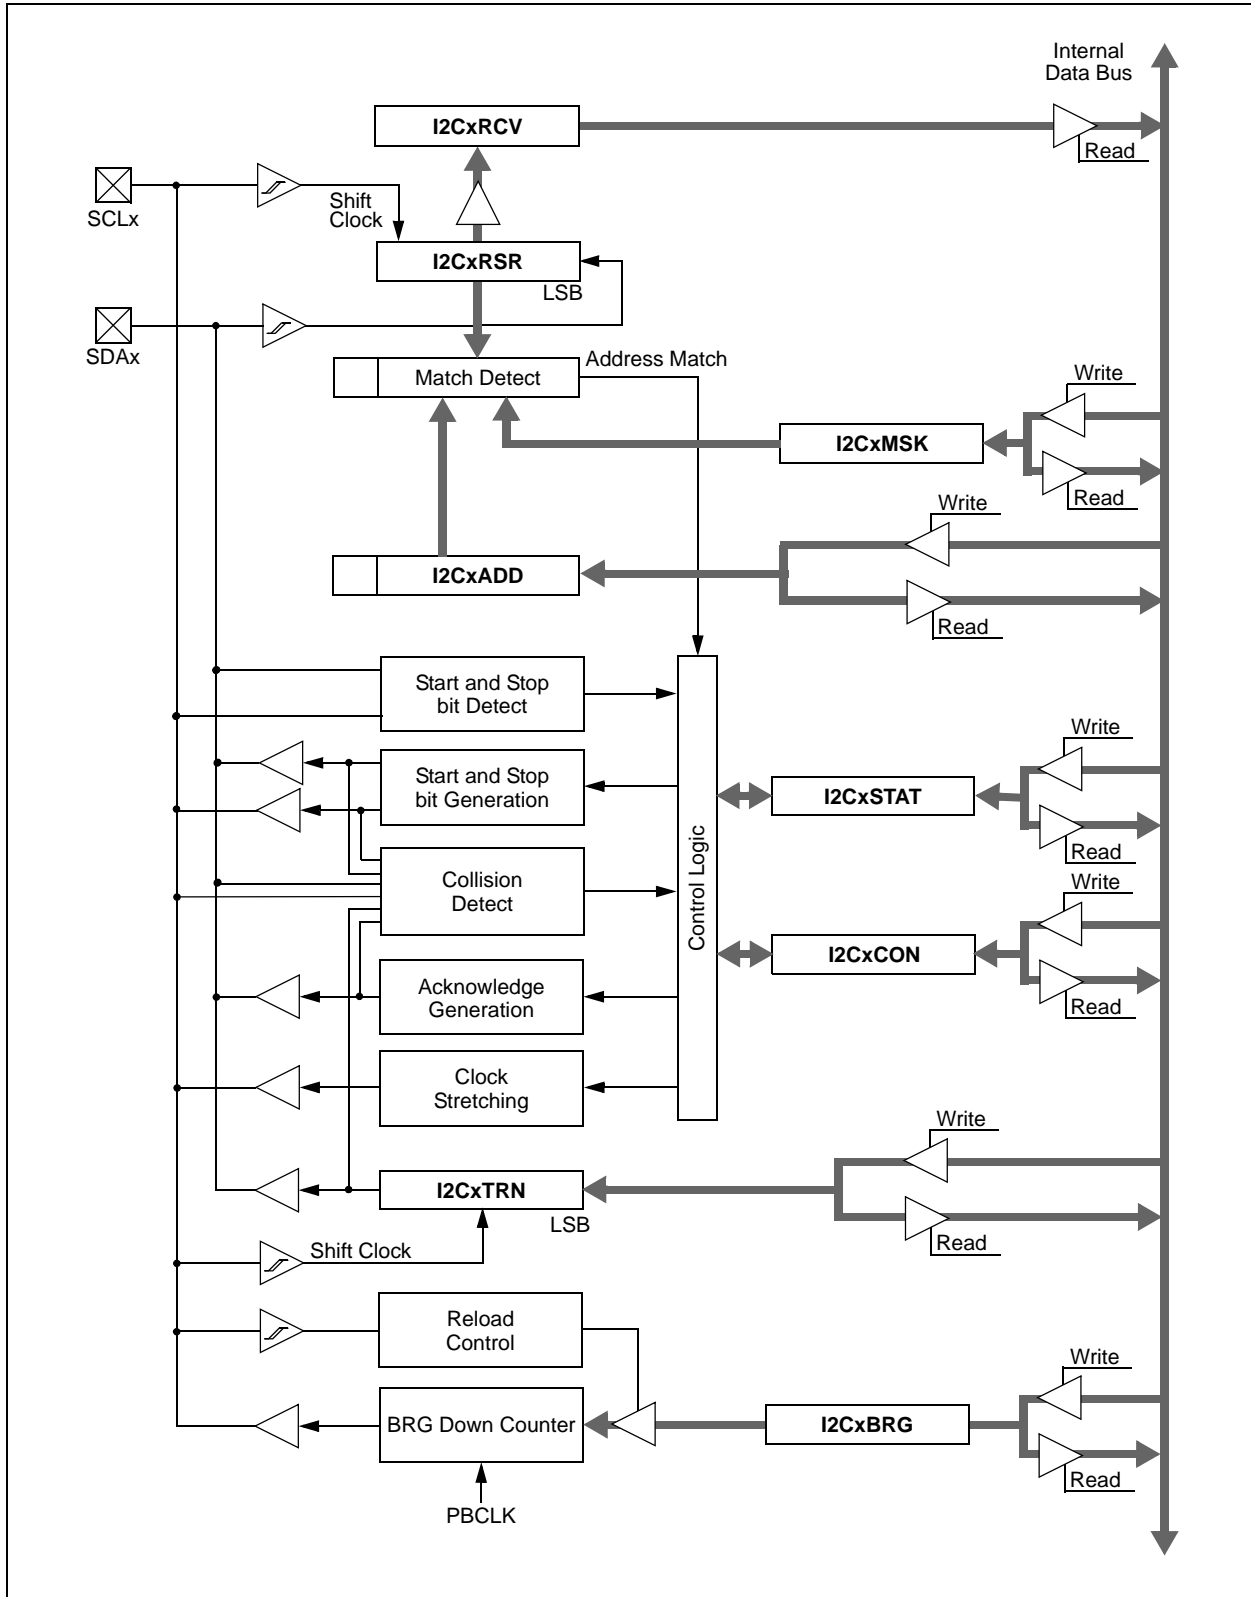 Internal
Data Bus
I2CxRCV
Read
SCLx
Shift
Clock
I2CxRSR
LSB
SDAx
Address Match
Match Detect
Write
I2CxMSK
Read
Write
I2CxADD
Read
Start and Stop
bit Detect
Write
Start and Stop
bit Generation
I2CxSTAT
Control Logic
Read
Collision
Detect
Write
I2CxCON
Read
Acknowledge
Generation
Clock
Stretching
Write
I2CxTRN
LSB
Read
Shift Clock
Reload
Control
Write
BRG Down Counter
I2CxBRG
Read
PBCLK